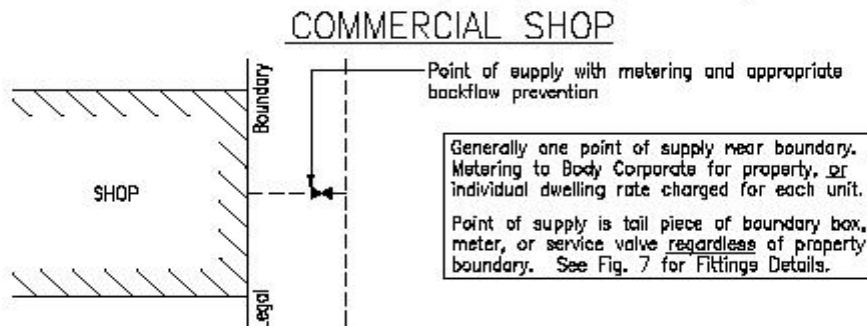 COMMERCIAL SHOP
Point of supply with metering and appropriate
backflow prevention
Boundary
SHOP
Legal
Generally one point of supply near boundary.
Metering to Body Corporate for property, or
individual dwelling rate charged for each unit.
Point of supply is tail piece of boundary box,
meter, or service valve regardless of property
boundary. See Fig. 7 for Fittings Details.